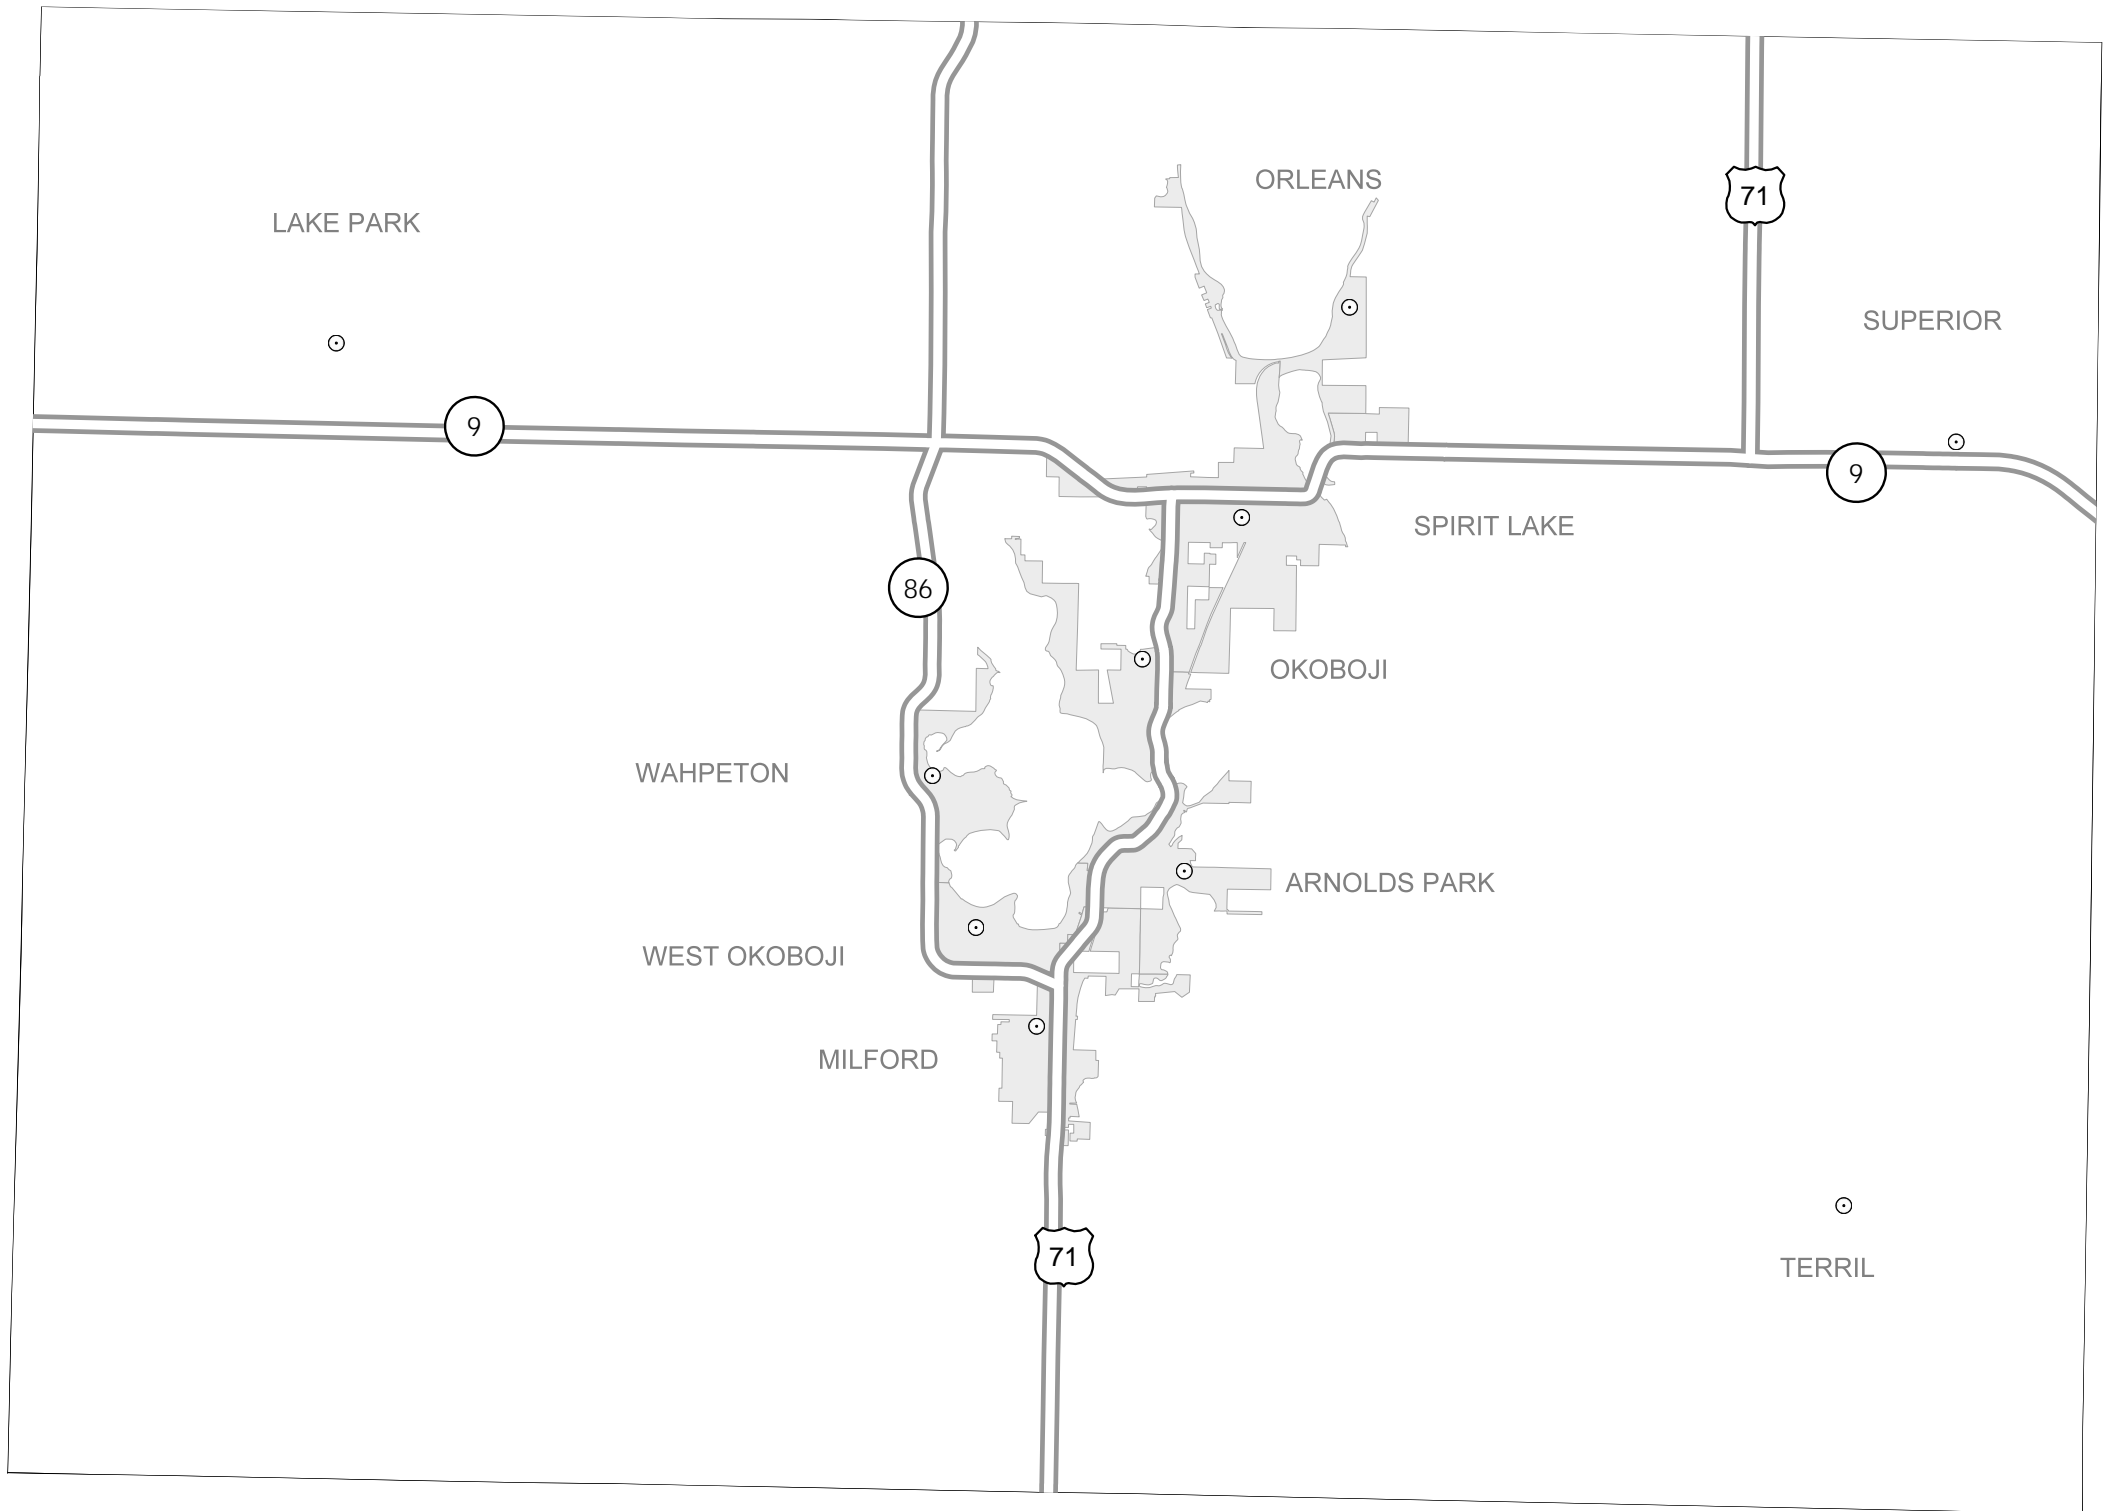 ORLEANS
71
LAKE PARK
SUPERIOR
9
9
SPIRIT LAKE
86
OKOBOJI
WAHPETON
ARNOLDS PARK
WEST OKOBOJI
MILFORD
71
TERRIL